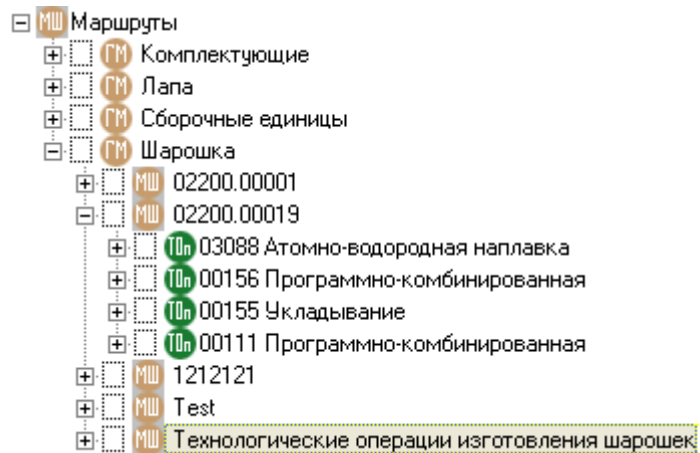 МШ Маршруты
ГМ Комплектующие
ГМ Лапа
ГМ Сборочные единицы
ГМ Шарошка
МШ 02200.00001
МШ 02200.00019
ТОп 03088 Атомно-водородная наплавка
ТОп 00156 Программно-комбинированная
ТОп 00155 Укладывание
ТОп 00111 Программно-комбинированная
МШ 1212121
МШ Test
МШ Технологические операции изготовления шарошек